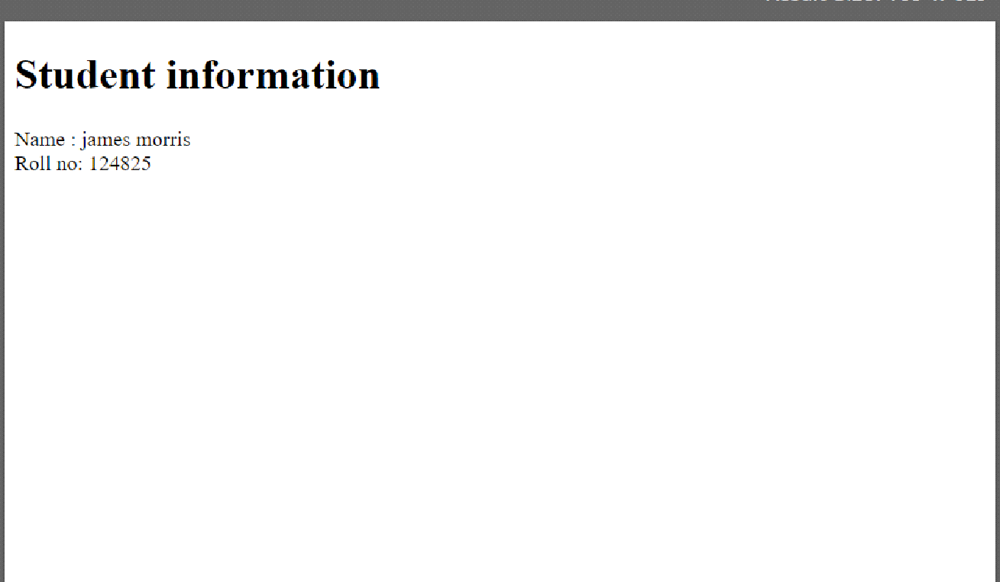 Student information
Name : james morris
Roll no: 124825